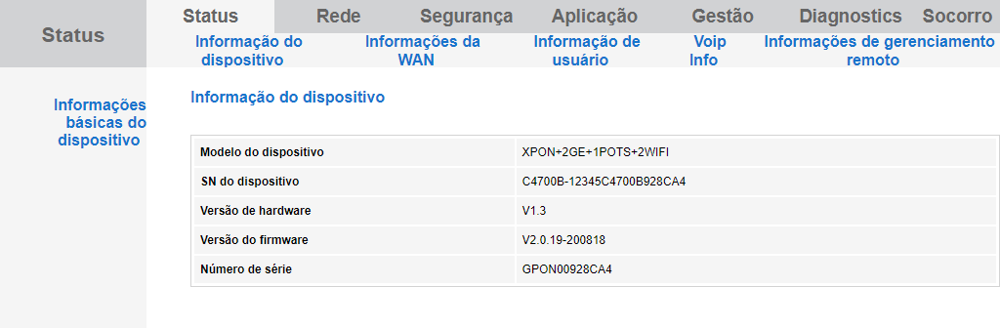 Status
Status Rede Segurança Aplicação Gestão Diagnostics Socorro
Informação do dispositivo Informações da WAN Informação de usuário Voip Info Informações de gerenciamento remoto
Informações básicas do dispositivo
Informação do dispositivo
Modelo do dispositivo XPON+2GE+1POTS+2WIFI
SN do dispositivo C4700B-12345C4700B928CA4
Versão de hardware V1.3
Versão do firmware V2.0.19-200818
Número de série GPON00928CA4